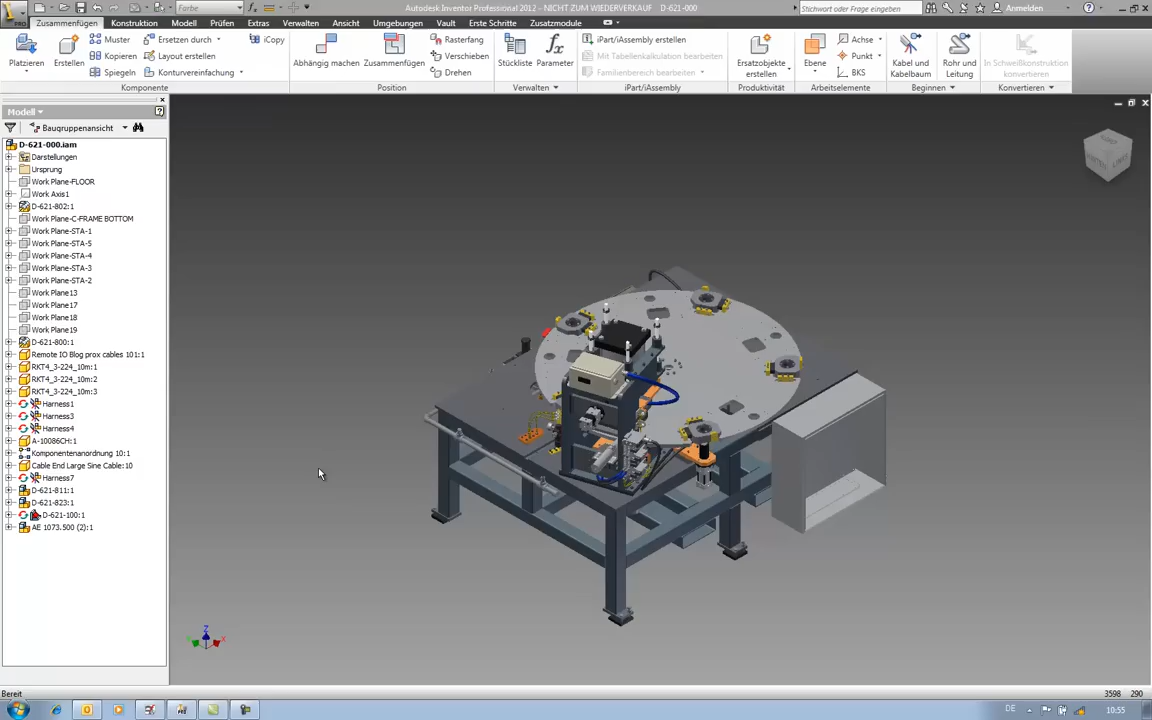 Farbe
Autodesk Inventor Professional 2012 – NICHT ZUM WIEDERVERKAUF D-621-000
Stichwort oder Frage eingeben
Anmelden
Zusammenfügen Konstruktion Modell Prüfen Extras Verwalten Ansicht Umgebungen Vault Erste Schritte Zusatzmodule
Platzieren
Erstellen
Muster
Kopieren
Spiegeln
Ersetzen durch
Layout erstellen
Konturvereinfachung
iCopy
Komponente
Abhängig machen
Zusammenfügen
Rasterfang
Verschieben
Drehen
Position
Stückliste
Parameter
Verwalten
iPart/iAssembly erstellen
Mit Tabellenkalkulation bearbeiten
Familienbereich bearbeiten
iPart/iAssembly
Ersatzobjekte
erstellen
Produktivität
Ebene
Achse
Punkt
BKS
Arbeitselemente
Kabel und
Kabelbaum
Rohr und
Leitung
Beginnen
In Schweißkonstruktion
konvertieren
Konvertieren
Modell
Baugruppenansicht
D-621-000.iam
Darstellungen
Ursprung
Work Plane-FLOOR
Work Axis1
D-621-802:1
Work Plane-C-FRAME BOTTOM
Work Plane-STA-1
Work Plane-STA-5
Work Plane-STA-4
Work Plane-STA-3
Work Plane-STA-2
Work Plane13
Work Plane17
Work Plane18
Work Plane19
D-621-800:1
Remote IO Blog prox cables 101:1
RKT4_3-224_10m:1
RKT4_3-224_10m:2
RKT4_3-224_10m:3
Harness1
Harness3
Harness4
A-10086CH:1
Komponentenanordnung 10:1
Cable End Large Sine Cable:10
Harness7
D-621-811:1
D-621-823:1
D-621-100:1
AE 1073.500 (2):1
Z
X
Bereit
3598 290
DE
10:55